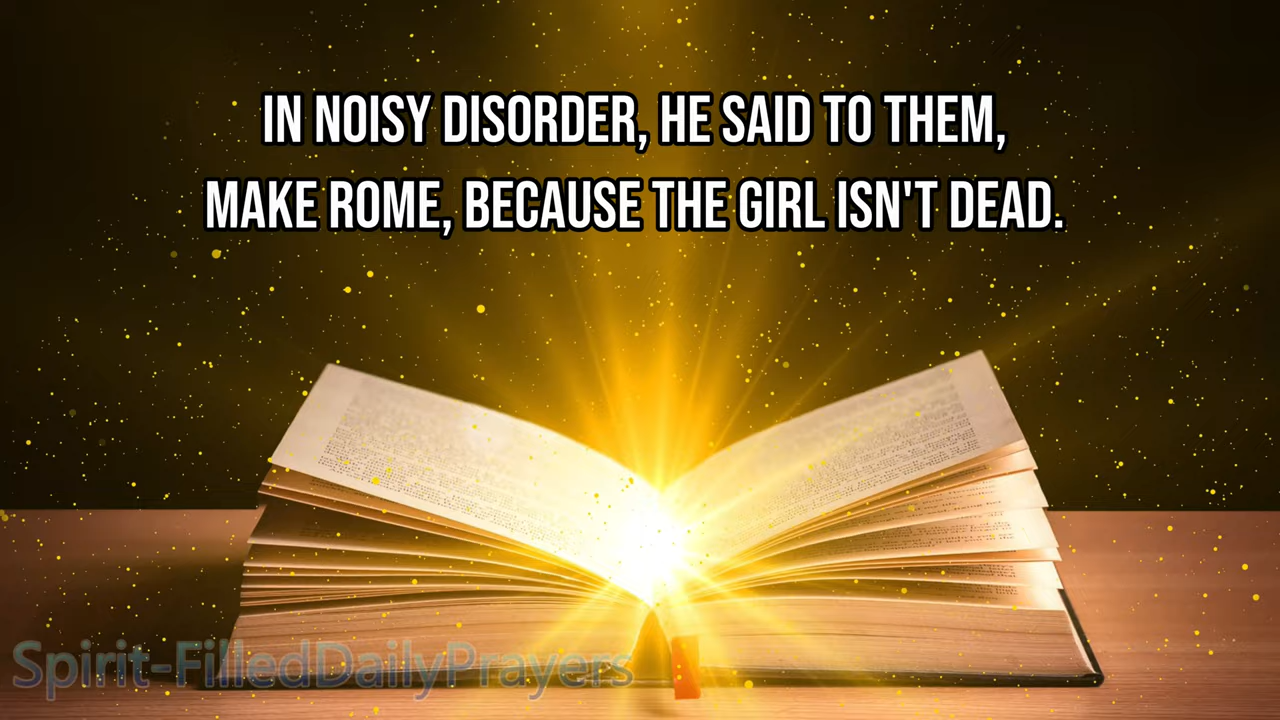 IN NOISY DISORDER, HE SAID TO THEM,
MAKE ROME, BECAUSE THE GIRL ISN'T DEAD.
Spirit-FilledDailyPrayers